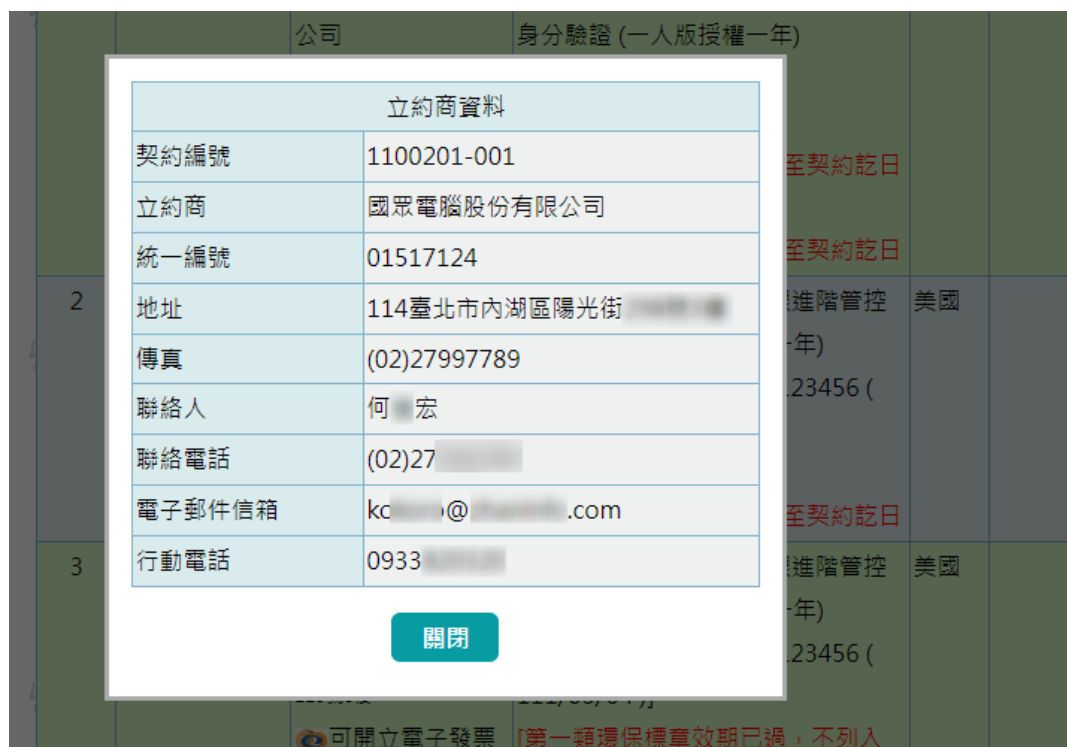 公司 身分驗證 (一人版授權一年)
立約商資料
契約編號 1100201-001
至契約訖日
立約商 國眾電腦股份有限公司
統一編號 01517124
至契約訖日
2 地址 114臺北市內湖區陽光街
進階管控 美國
傳真 (02)27997789
年)
聯絡人 何 宏
123456 (
聯絡電話 (02)27
電子郵件信箱 kc @ .com
至契約訖日
3 行動電話 0933
進階管控 美國
年)
關閉
23456 (
可開立電子發票 [第一類環保標章效期已過,不列入